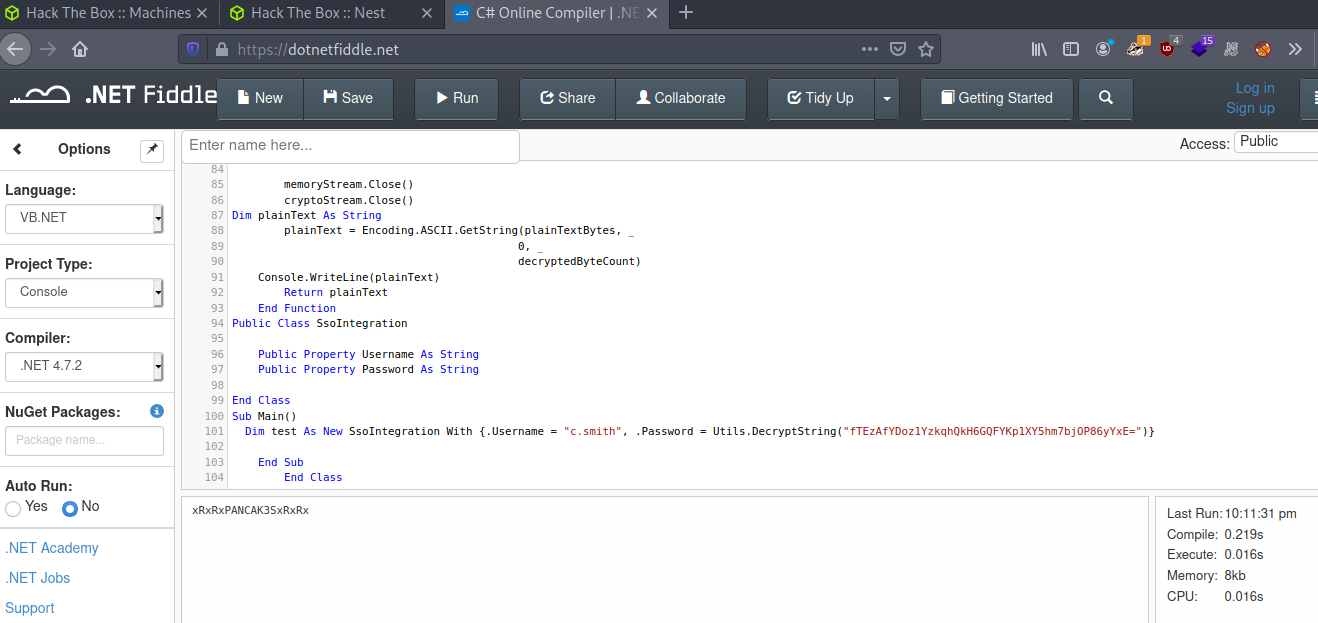 Hack The Box :: Machines
Hack The Box :: Nest
C# Online Compiler | .NE
https://dotnetfiddle.net
1
4
15
.NET Fiddle
New
Save
Run
Share
Collaborate
Tidy Up
Getting Started
Log in
Sign up
Options
Enter name here...
Access:
Public
Language:
VB.NET
Project Type:
Console
Compiler:
.NET 4.7.2
NuGet Packages:
Package name...
Auto Run:
Yes
No
.NET Academy
.NET Jobs
Support
84
85 memoryStream.Close()
86 cryptoStream.Close()
87 Dim plainText As String
88 plainText = Encoding.ASCII.GetString(plainTextBytes, _
89 0, _
90 decryptedByteCount)
91 Console.WriteLine(plainText)
92 Return plainText
93 End Function
94 Public Class SsoIntegration
95
96 Public Property Username As String
97 Public Property Password As String
98
99 End Class
100 Sub Main()
101 Dim test As New SsoIntegration With {.Username = "c.smith", .Password = Utils.DecryptString("fTEzAfYDoz1YzkqhQkH6GQFYKp1XY5hm7bjOP86yYxE=")}
102
103 End Sub
104 End Class
xRxRxPANCAK3SxRxRx
Last Run: 10:11:31 pm
Compile: 0.219s
Execute: 0.016s
Memory: 8kb
CPU: 0.016s